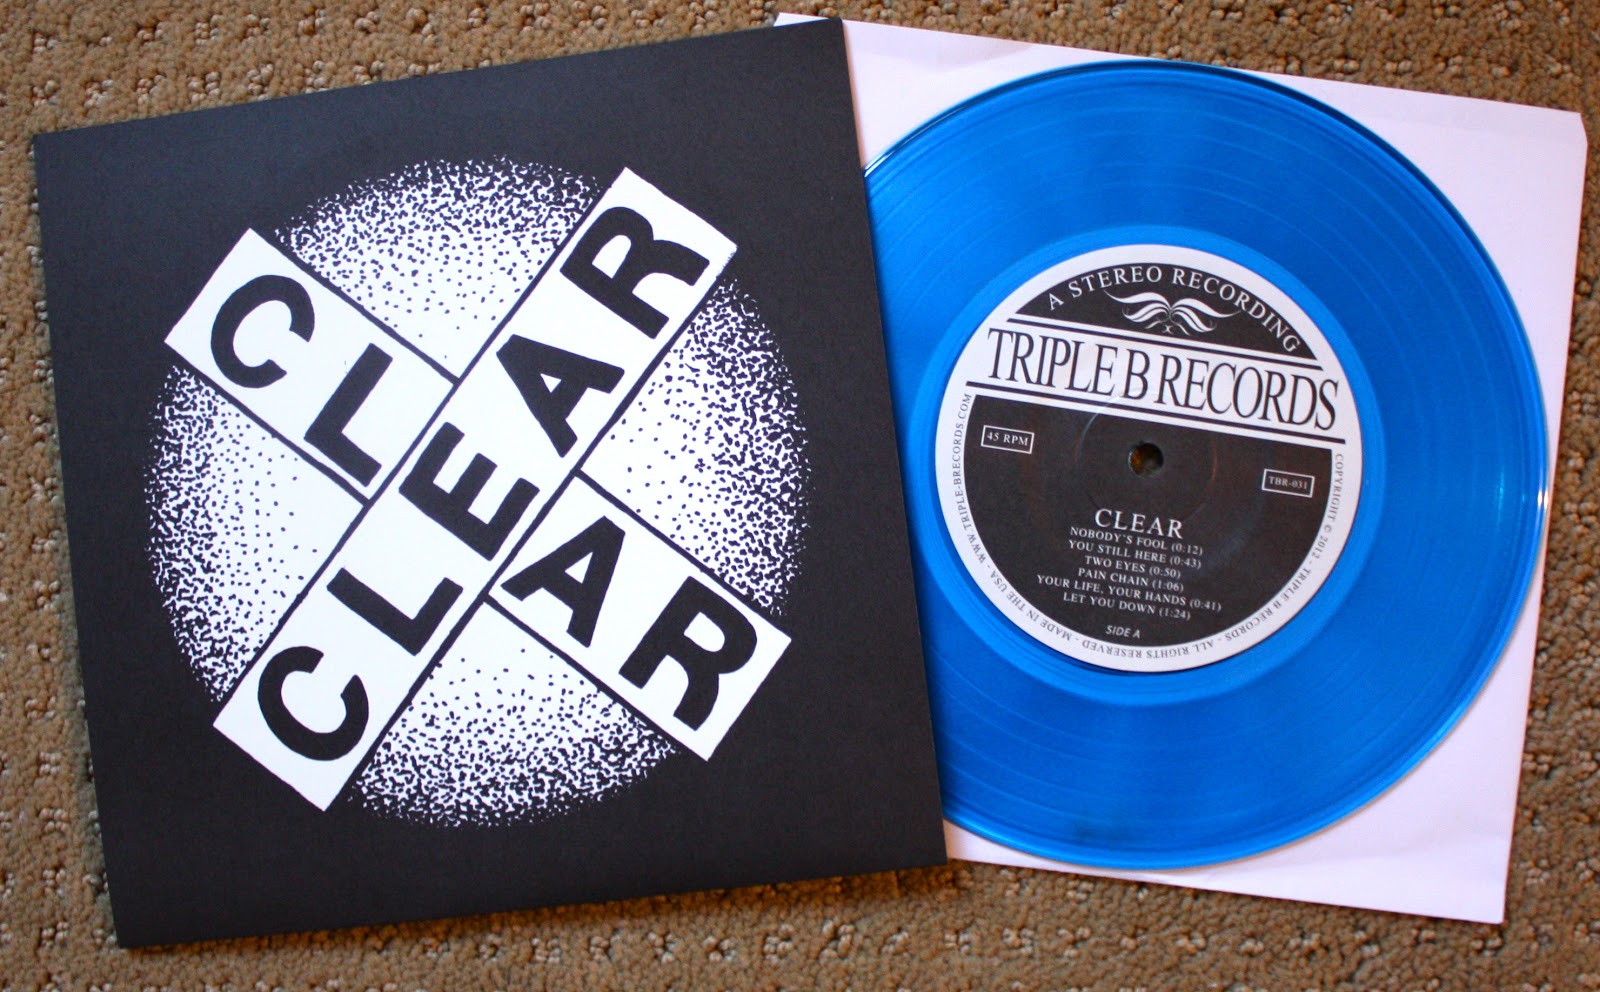 CLEAR
CLEAR
A STEREO RECORDING
TRIPLE B RECORDS
45 RPM
TBR-031
CLEAR
NOBODY'S FOOL (0:12)
YOU STILL HERE (0:43)
TWO EYES (0:50)
PAIN CHAIN (1:06)
YOUR LIFE, YOUR HANDS (0:41)
LET YOU DOWN (1:24)
SIDE A
COPYRIGHT © 2012 - TRIPLE B RECORDS - ALL RIGHTS RESERVED - MADE IN THE USA - WWW.TRIPLE-BRECORDS.COM